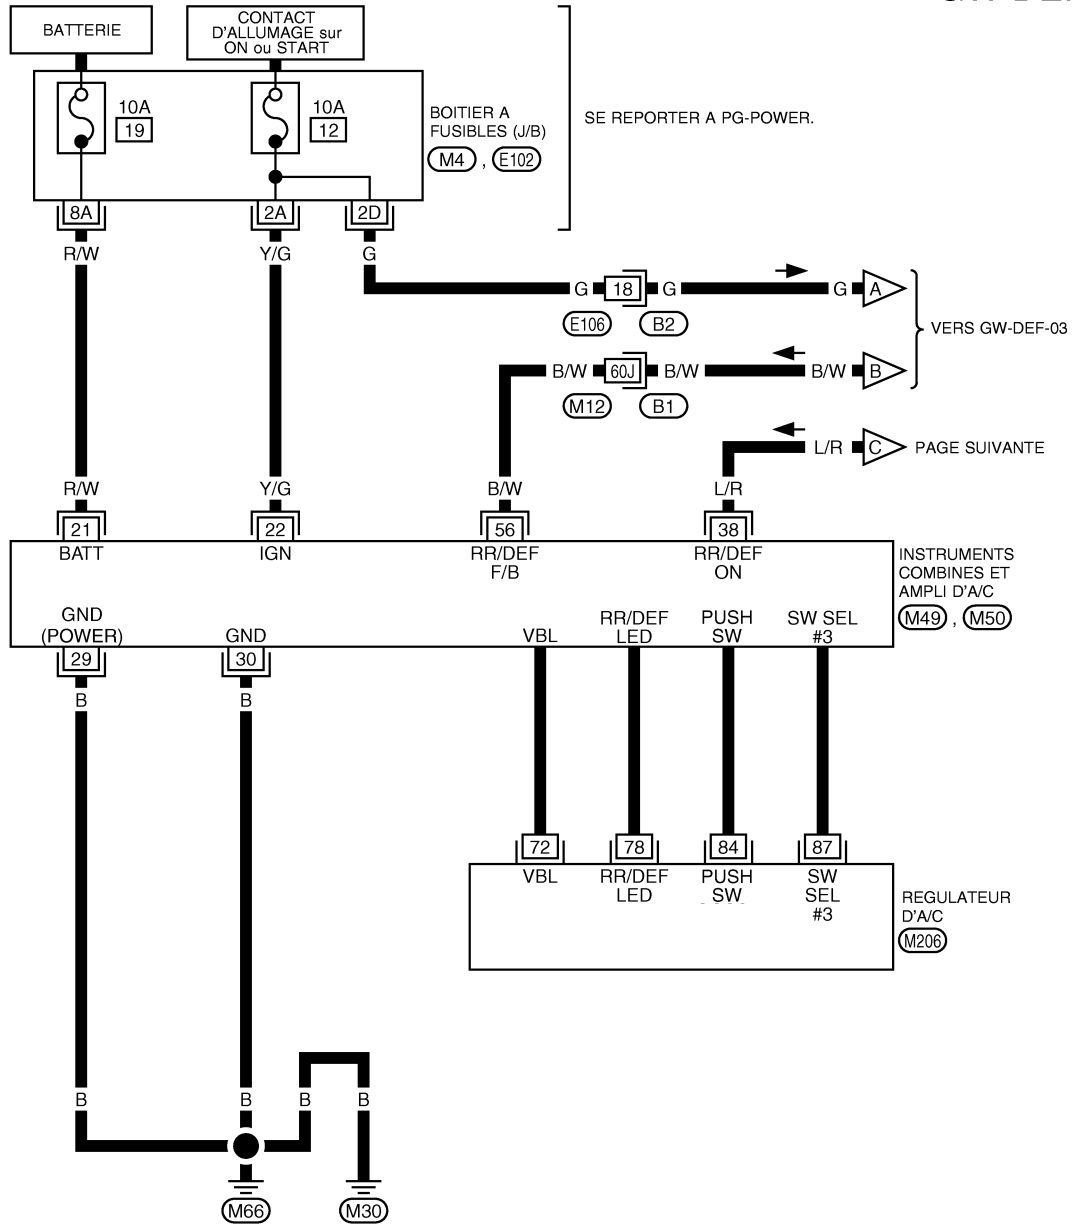 BATTERIE
CONTACT
D'ALLUMAGE sur
ON ou START
10A
19
10A
12
BOITIER A
FUSIBLES (J/B)
M4 , E102
SE REPORTER A PG-POWER.
8A
2A
2D
R/W
Y/G
G
G
18
G
G
A
E106
B2
VERS GW-DEF-03
B/W
60J
B/W
B/W
B
M12
B1
L/R
C
PAGE SUIVANTE
R/W
Y/G
B/W
L/R
21
22
56
38
BATT
IGN
RR/DEF
F/B
RR/DEF
ON
INSTRUMENTS
COMBINES ET
AMPLI D'A/C
M49 , M50
GND
(POWER)
GND
VBL
RR/DEF
LED
PUSH
SW
SW SEL
#3
29
30
B
B
72
78
84
87
VBL
RR/DEF
LED
PUSH
SW
SW
SEL
#3
REGULATEUR
D'A/C
M206
B
B
B
B
M66
M30